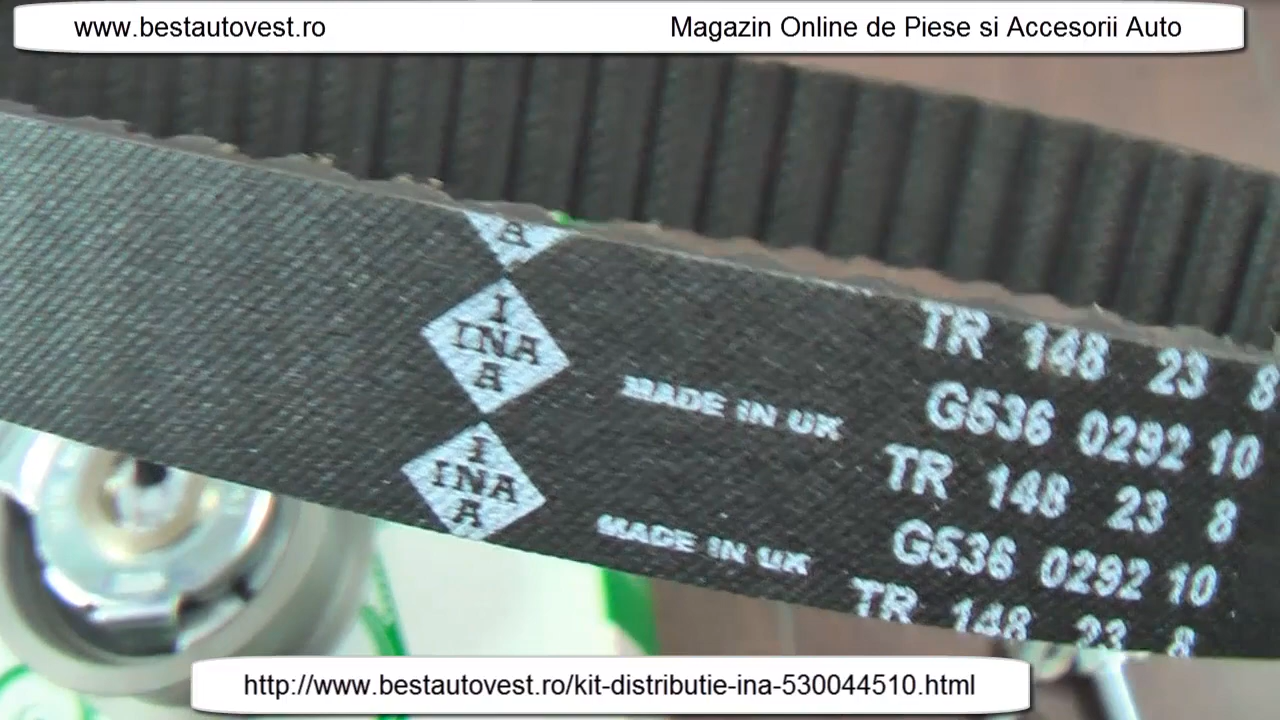 www.bestautovest.ro
Magazin Online de Piese si Accesorii Auto
A
I
INA
A
MADE IN UK
TR 148 23 8
G536 0292 10
I
INA
A
MADE IN UK
TR 148 23 8
G536 0292 10
TR 148 23 8
http://www.bestautovest.ro/kit-distributie-ina-530044510.html